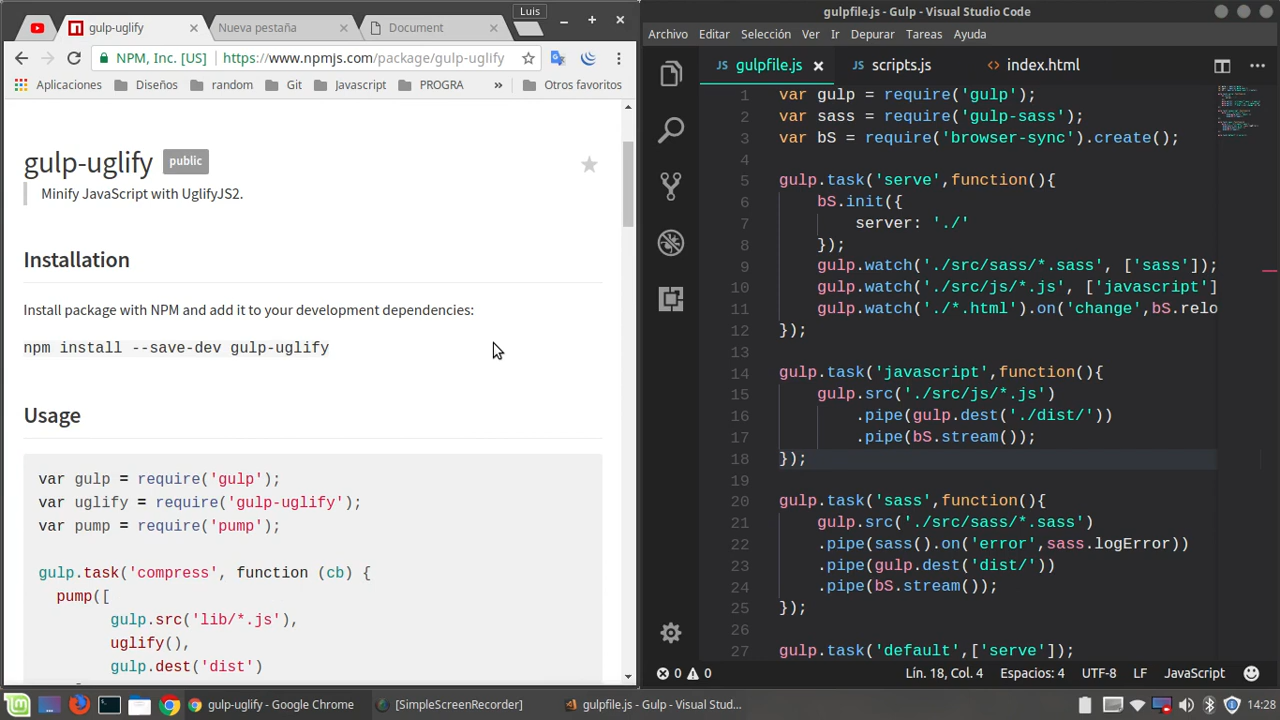 Luis
gulp-uglify
Nueva pestaña
Document
NPM, Inc. [US]
https://www.npmjs.com/package/gulp-uglify
Aplicaciones
Diseños
random
Git
Javascript
PROGRA
»
Otros favoritos
gulp-uglify public
Minify JavaScript with UglifyJS2.
Installation
Install package with NPM and add it to your development dependencies:
npm install --save-dev gulp-uglify
Usage
var gulp = require('gulp');
var uglify = require('gulp-uglify');
var pump = require('pump');
gulp.task('compress', function (cb) {
pump([
gulp.src('lib/*.js'),
uglify(),
gulp.dest('dist')
gulpfile.js - Gulp - Visual Studio Code
Archivo Editar Selección Ver Ir Depurar Tareas Ayuda
JS gulpfile.js
JS scripts.js
<> index.html
1 var gulp = require('gulp');
2 var sass = require('gulp-sass');
3 var bS = require('browser-sync').create();
4
5 gulp.task('serve',function(){
6 bS.init({
7 server: './'
8 });
9 gulp.watch('./src/sass/*.sass', ['sass']);
10 gulp.watch('./src/js/*.js', ['javascript']
11 gulp.watch('./*.html').on('change',bS.relo
12 });
13
14 gulp.task('javascript',function(){
15 gulp.src('./src/js/*.js')
16 .pipe(gulp.dest('./dist/'))
17 .pipe(bS.stream());
18 });
19
20 gulp.task('sass',function(){
21 gulp.src('./src/sass/*.sass')
22 .pipe(sass().on('error',sass.logError))
23 .pipe(gulp.dest('dist/'))
24 .pipe(bS.stream());
25 });
26
27 gulp.task('default',['serve']);
0 0
Lín. 18, Col. 4
Espacios: 4
UTF-8
LF
JavaScript
gulp-uglify - Google Chrome
[SimpleScreenRecorder]
gulpfile.js - Gulp - Visual Stud...
14:28